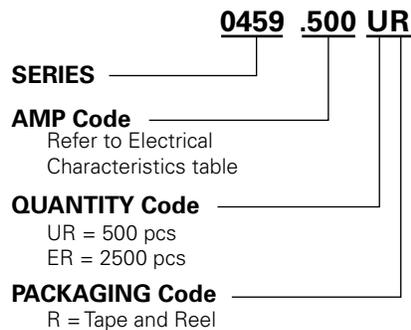 0459 .500 UR
SERIES
AMP Code
Refer to Electrical
Characteristics table
QUANTITY Code
UR = 500 pcs
ER = 2500 pcs
PACKAGING Code
R = Tape and Reel